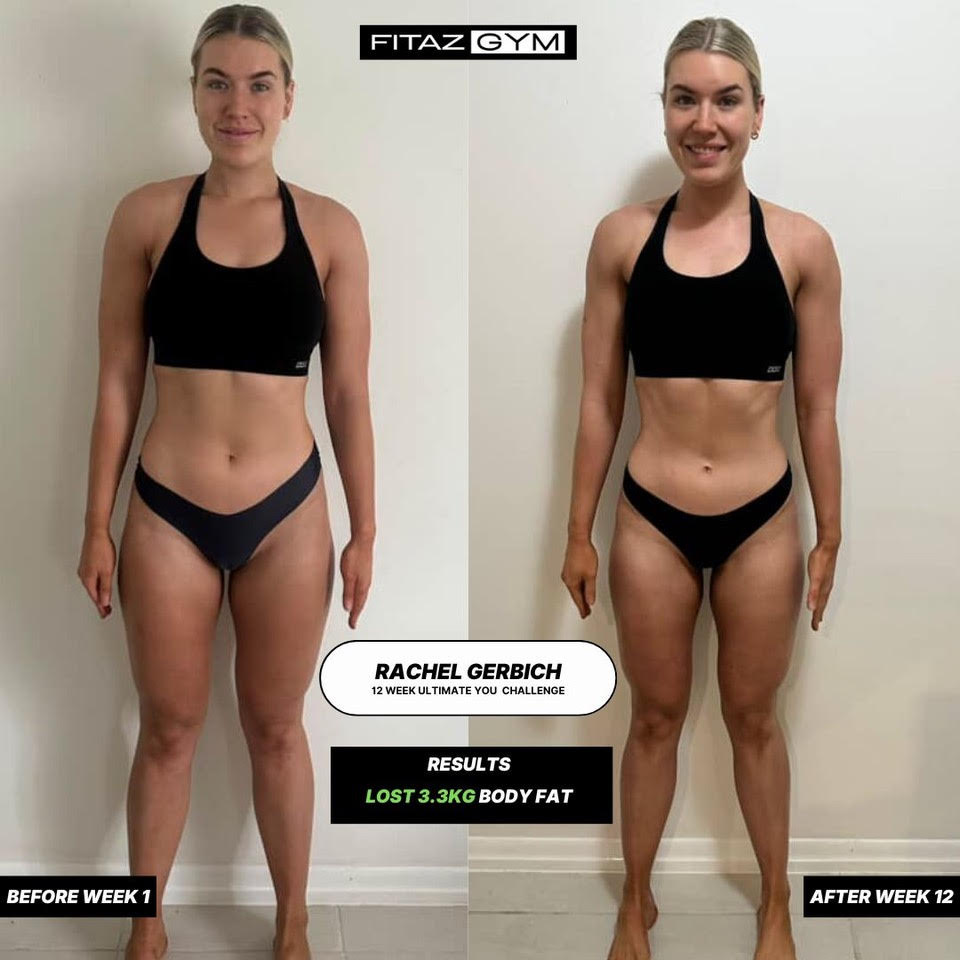 FITAZ GYM
RACHEL GERBICH
12 WEEK ULTIMATE YOU CHALLENGE
RESULTS
LOST 3.3KG BODY FAT
BEFORE WEEK 1
AFTER WEEK 12